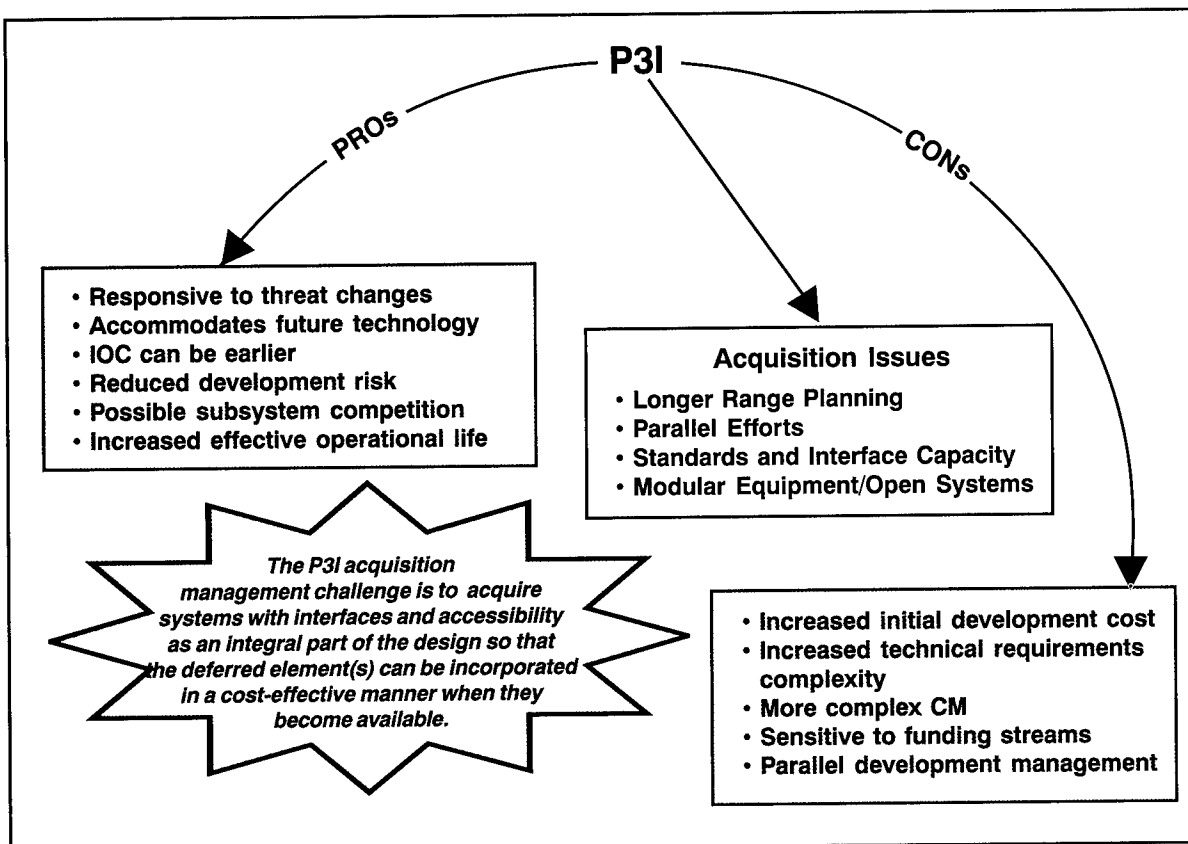 P3I
PROs
CONs
• Responsive to threat changes
• Accommodates future technology
• IOC can be earlier
• Reduced development risk
• Possible subsystem competition
• Increased effective operational life
Acquisition Issues
• Longer Range Planning
• Parallel Efforts
• Standards and Interface Capacity
• Modular Equipment/Open Systems
The P3I acquisition
management challenge is to acquire
systems with interfaces and accessibility
as an integral part of the design so that
the deferred element(s) can be incorporated
in a cost-effective manner when they
become available.
• Increased initial development cost
• Increased technical requirements
complexity
• More complex CM
• Sensitive to funding streams
• Parallel development management